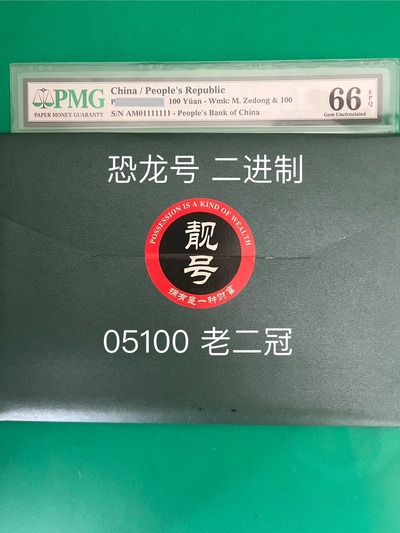 PMG
PAPER MONEY GUARANTY
China / People's Republic
100 Yüan - Wmk: M. Zedong & 100
S/N AM01111111 - People's Bank of China
66 EPQ
Gem Uncirculated
恐龙号 二进制
POSSESSION IS A KIND OF WEALTH
靓号
拥有是一种财富
05100 老二冠